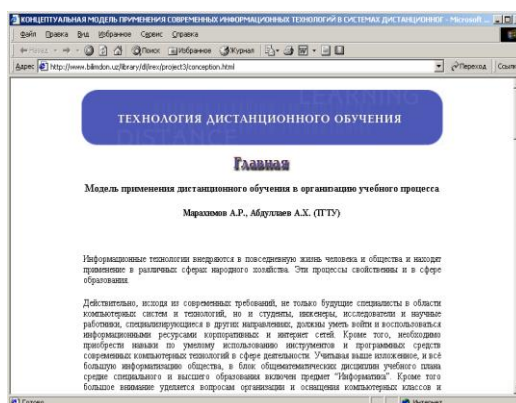 КОНЦЕПТУАЛЬНАЯ МОДЕЛЬ ПРИМЕНЕНИЯ СОВРЕМЕННЫХ ИНФОРМАЦИОННЫХ ТЕХНОЛОГИЙ В СИСТЕМАХ ДИСТАНЦИОННОГ - Microsoft
Файл Правка Вид Избранное Сервис Справка
Поиск Избранное Журнал
Адрес http://www.bilimdon.uz/library/dl/irex/project3/conception.html Переход Ссылки
LEARNING
ТЕХНОЛОГИЯ ДИСТАНЦИОННОГО ОБУЧЕНИЯ
DISTANCE
Главная
Модель применения дистанционного обучения в организацию учебного процесса
Марахимов А.Р., Абдуллаев А.Х. (ТГТУ)
Информационные технологии внедряются в повседневную жизнь человека и общества и находят
применение в различных сферах народного хозяйства. Эти процессы свойственны и в сфере
образования.
Действительно, исходя из современных требований, не только будущие специалисты в области
компьютерных систем и технологий, но и студенты, инженеры, исследователи и научные
работники, специализирующиеся в других направлениях, должны уметь войти и воспользоваться
информационными ресурсами корпоративных и интернет сетей. Кроме того, необходимо
приобрести навыки по умелому использованию инструментов и программных средств
современных компьютерных технологий в сфере деятельности. Учитывая выше изложенное, и всё
большую информатизацию общества, в блок общематематических дисциплин учебного плана
средне специального и высшего образования включен предмет "Информатика". Кроме того
большое внимание уделяется вопросам организации и оснащения компьютерных классов и
Готово Интернет